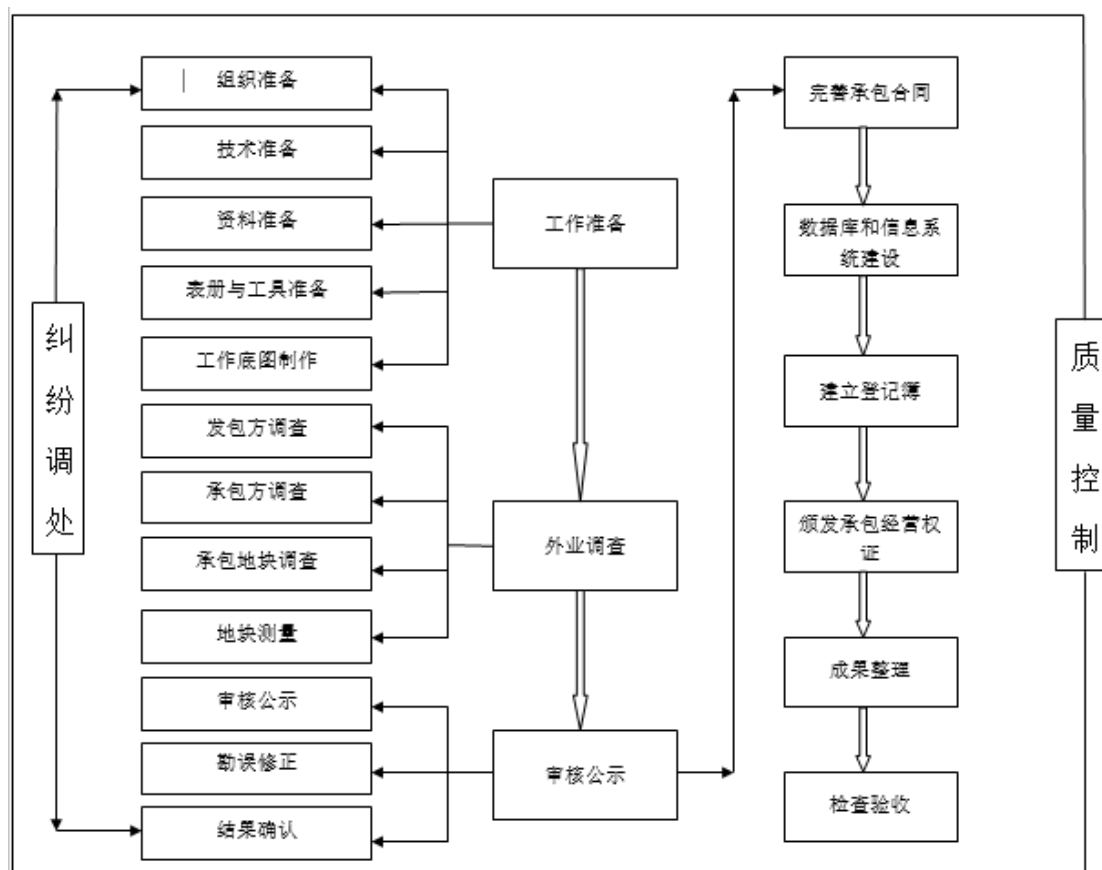 组织准备
技术准备
资料准备
表册与工具准备
工作底图制作
发包方调查
承包方调查
承包地块调查
地块测量
审核公示
勘误修正
结果确认
纠
纷
调
处
工作准备
外业调查
审核公示
完善承包合同
数据库和信息系
统建设
建立登记簿
颁发承包经营权
证
成果整理
检查验收
质
量
控
制